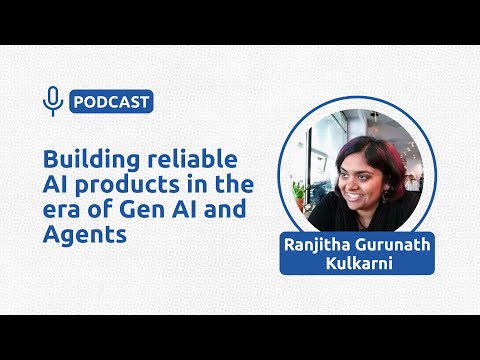 PODCAST
Building reliable
AI products in the
era of Gen AI and
Agents
Ranjitha Gurunath
Kulkarni